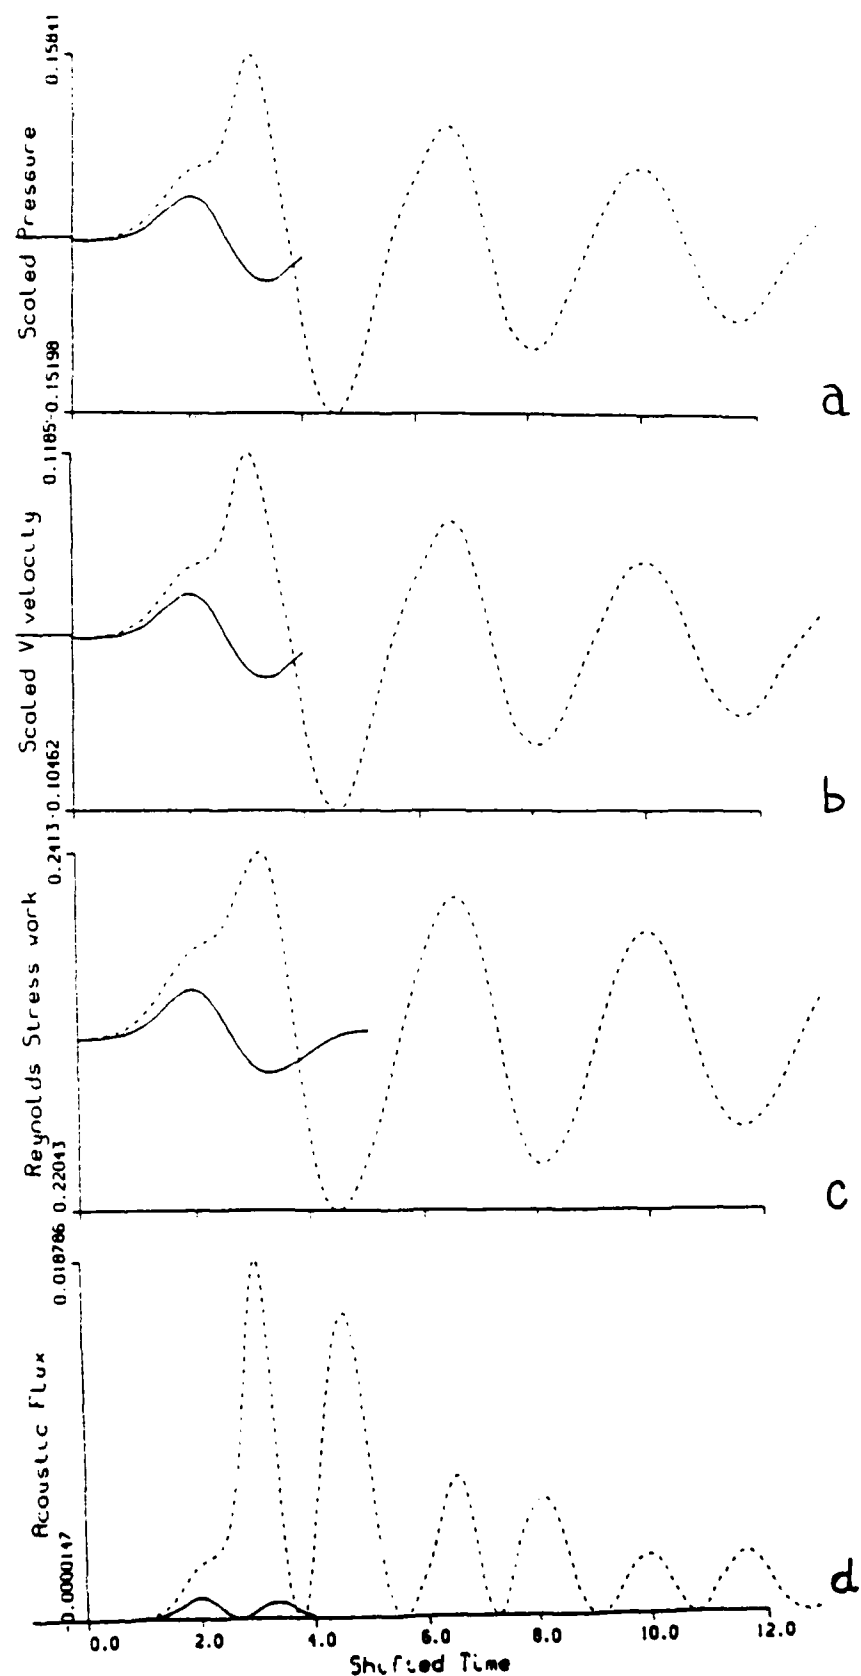 0.15841
Scaled Pressure
-0.15198
a
0.1185
Scaled V velocity
-0.10462
b
0.2413
Reynolds Stress work
0.22043
c
0.018786
Acoustic Flux
-0.0000147
d
0.0 2.0 4.0 6.0 8.0 10.0 12.0
Shifted Time